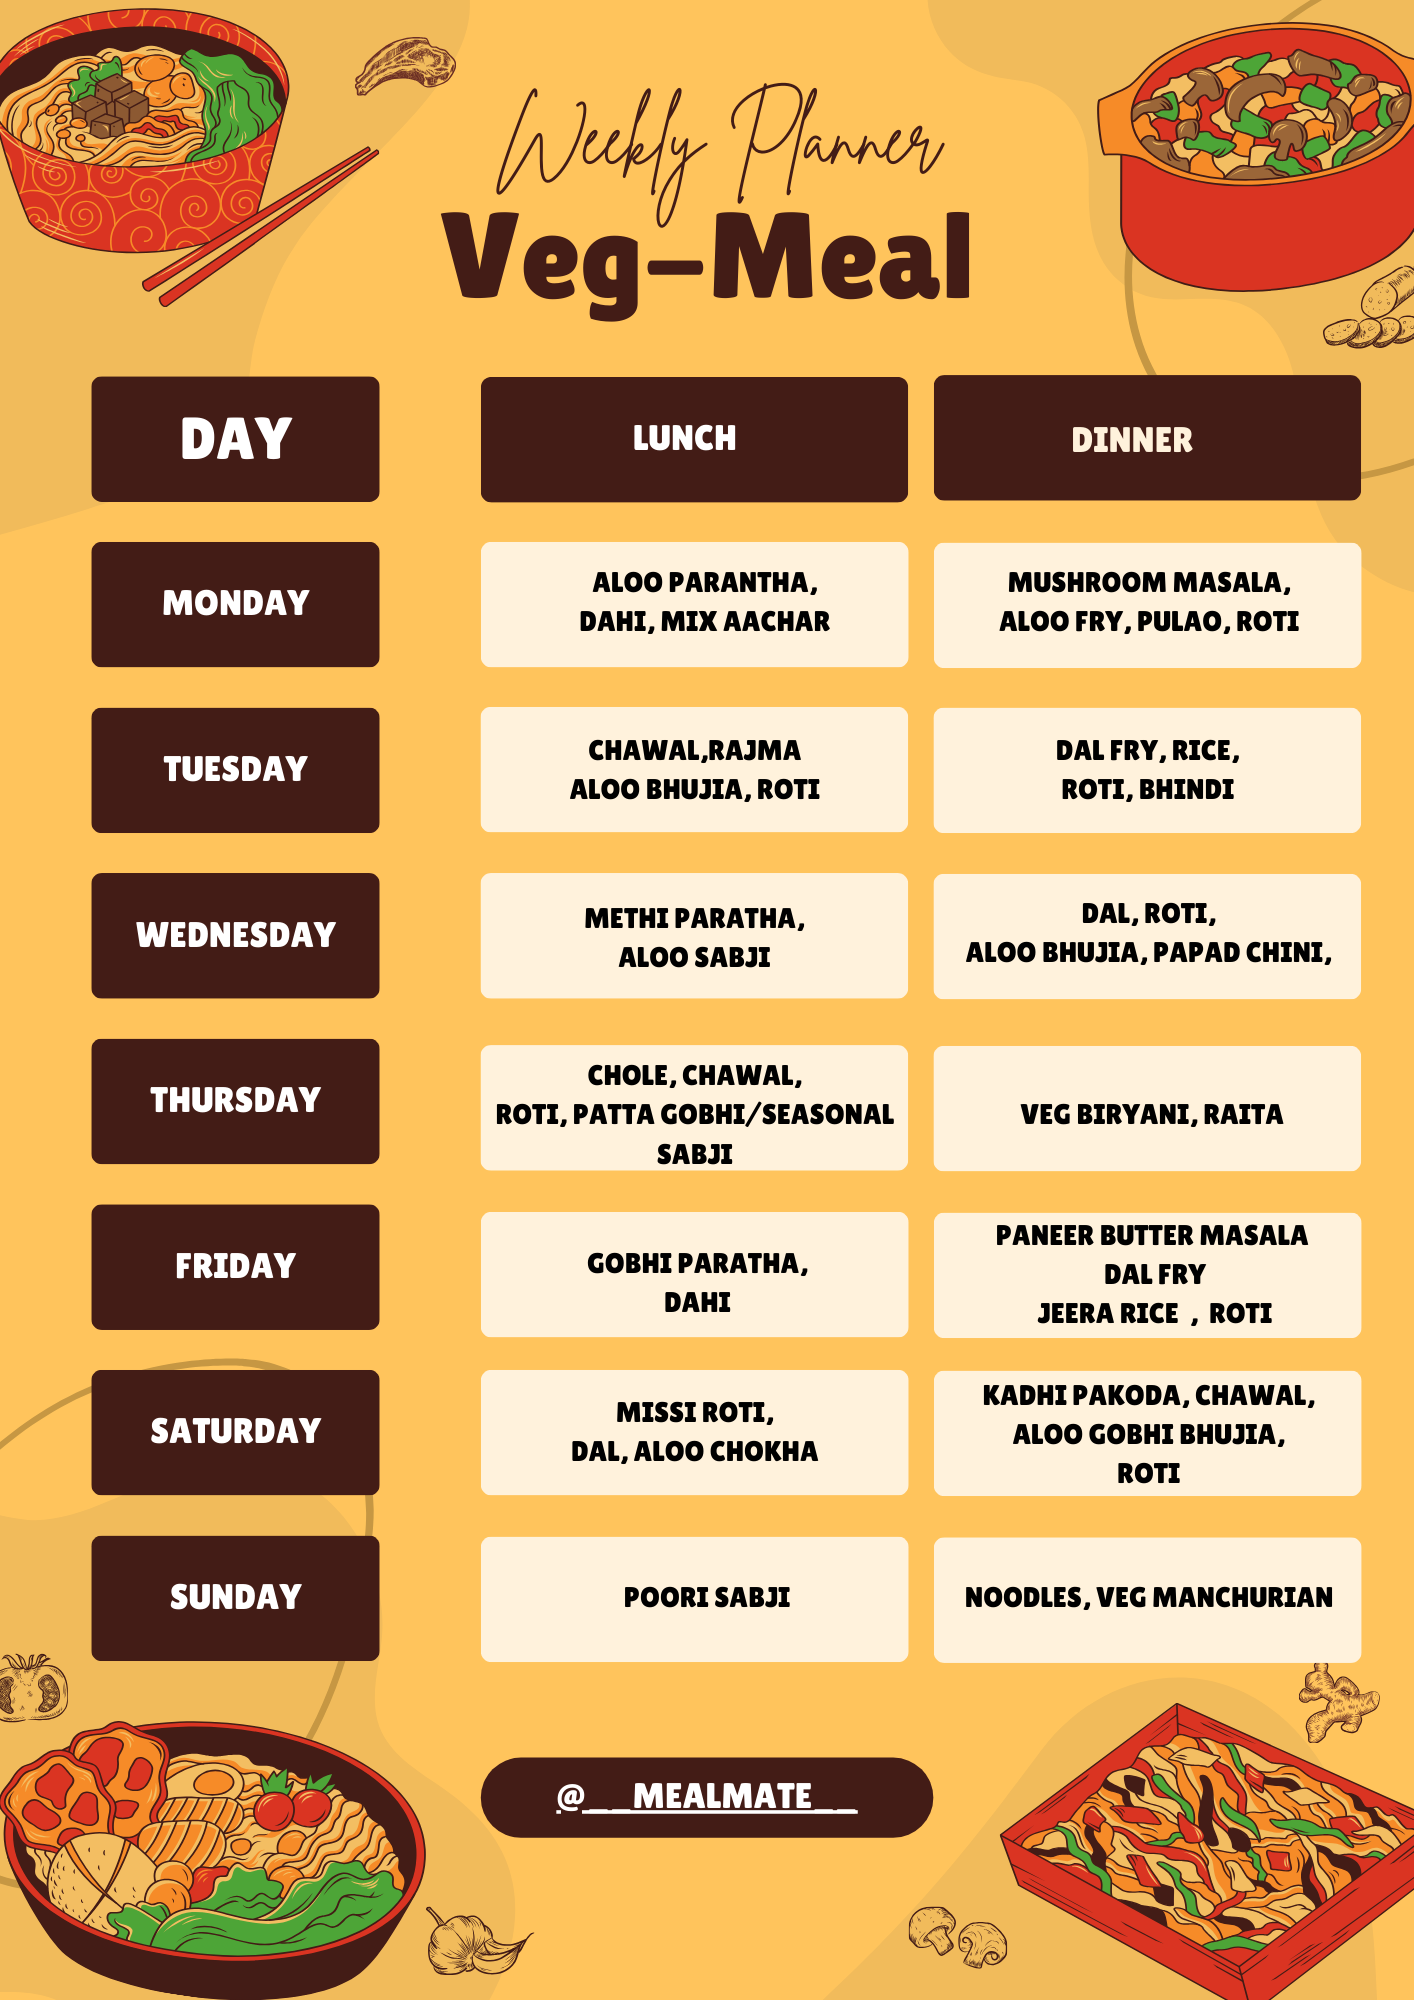 Weekly Planner
Veg-Meal
DAY
LUNCH
DINNER
MONDAY
ALOO PARANTHA,
DAHI, MIX AACHAR
MUSHROOM MASALA,
ALOO FRY, PULAO, ROTI
TUESDAY
CHAWAL,RAJMA
ALOO BHUJIA, ROTI
DAL FRY, RICE,
ROTI, BHINDI
WEDNESDAY
METHI PARATHA,
ALOO SABJI
DAL, ROTI,
ALOO BHUJIA, PAPAD CHINI,
THURSDAY
CHOLE, CHAWAL,
ROTI, PATTA GOBHI/SEASONAL
SABJI
VEG BIRYANI, RAITA
FRIDAY
GOBHI PARATHA,
DAHI
PANEER BUTTER MASALA
DAL FRY
JEERA RICE , ROTI
SATURDAY
MISSI ROTI,
DAL, ALOO CHOKHA
KADHI PAKODA, CHAWAL,
ALOO GOBHI BHUJIA,
ROTI
SUNDAY
POORI SABJI
NOODLES, VEG MANCHURIAN
@__MEALMATE__